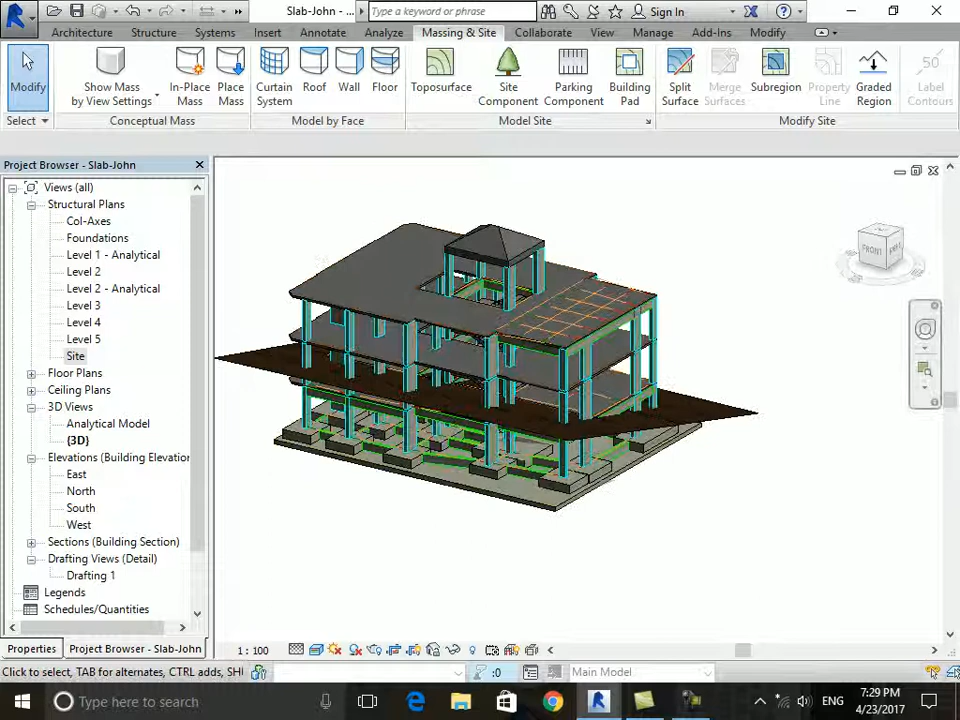 Slab-John - ...
Type a keyword or phrase
Sign In
Architecture Structure Systems Insert Annotate Analyze Massing & Site Collaborate View Manage Add-Ins Modify
Modify
Show Mass
by View Settings
In-Place
Mass
Place
Mass
Curtain
System
Roof
Wall
Floor
Toposurface
Site
Component
Parking
Component
Building
Pad
Split
Surface
Merge
Surfaces
Subregion
Property
Line
Graded
Region
50
Label
Contours
Select
Conceptual Mass
Model by Face
Model Site
Modify Site
Project Browser - Slab-John
Views (all)
Structural Plans
Col-Axes
Foundations
Level 1 - Analytical
Level 2
Level 2 - Analytical
Level 3
Level 4
Level 5
Site
Floor Plans
Ceiling Plans
3D Views
Analytical Model
{3D}
Elevations (Building Elevation
East
North
South
West
Sections (Building Section)
Drafting Views (Detail)
Drafting 1
Legends
Schedules/Quantities
FRONT
Properties
Project Browser - Slab-John
1 : 100
Click to select, TAB for alternates, CTRL adds, SHI
:0
Main Model
Type here to search
ENG
7:29 PM
4/23/2017